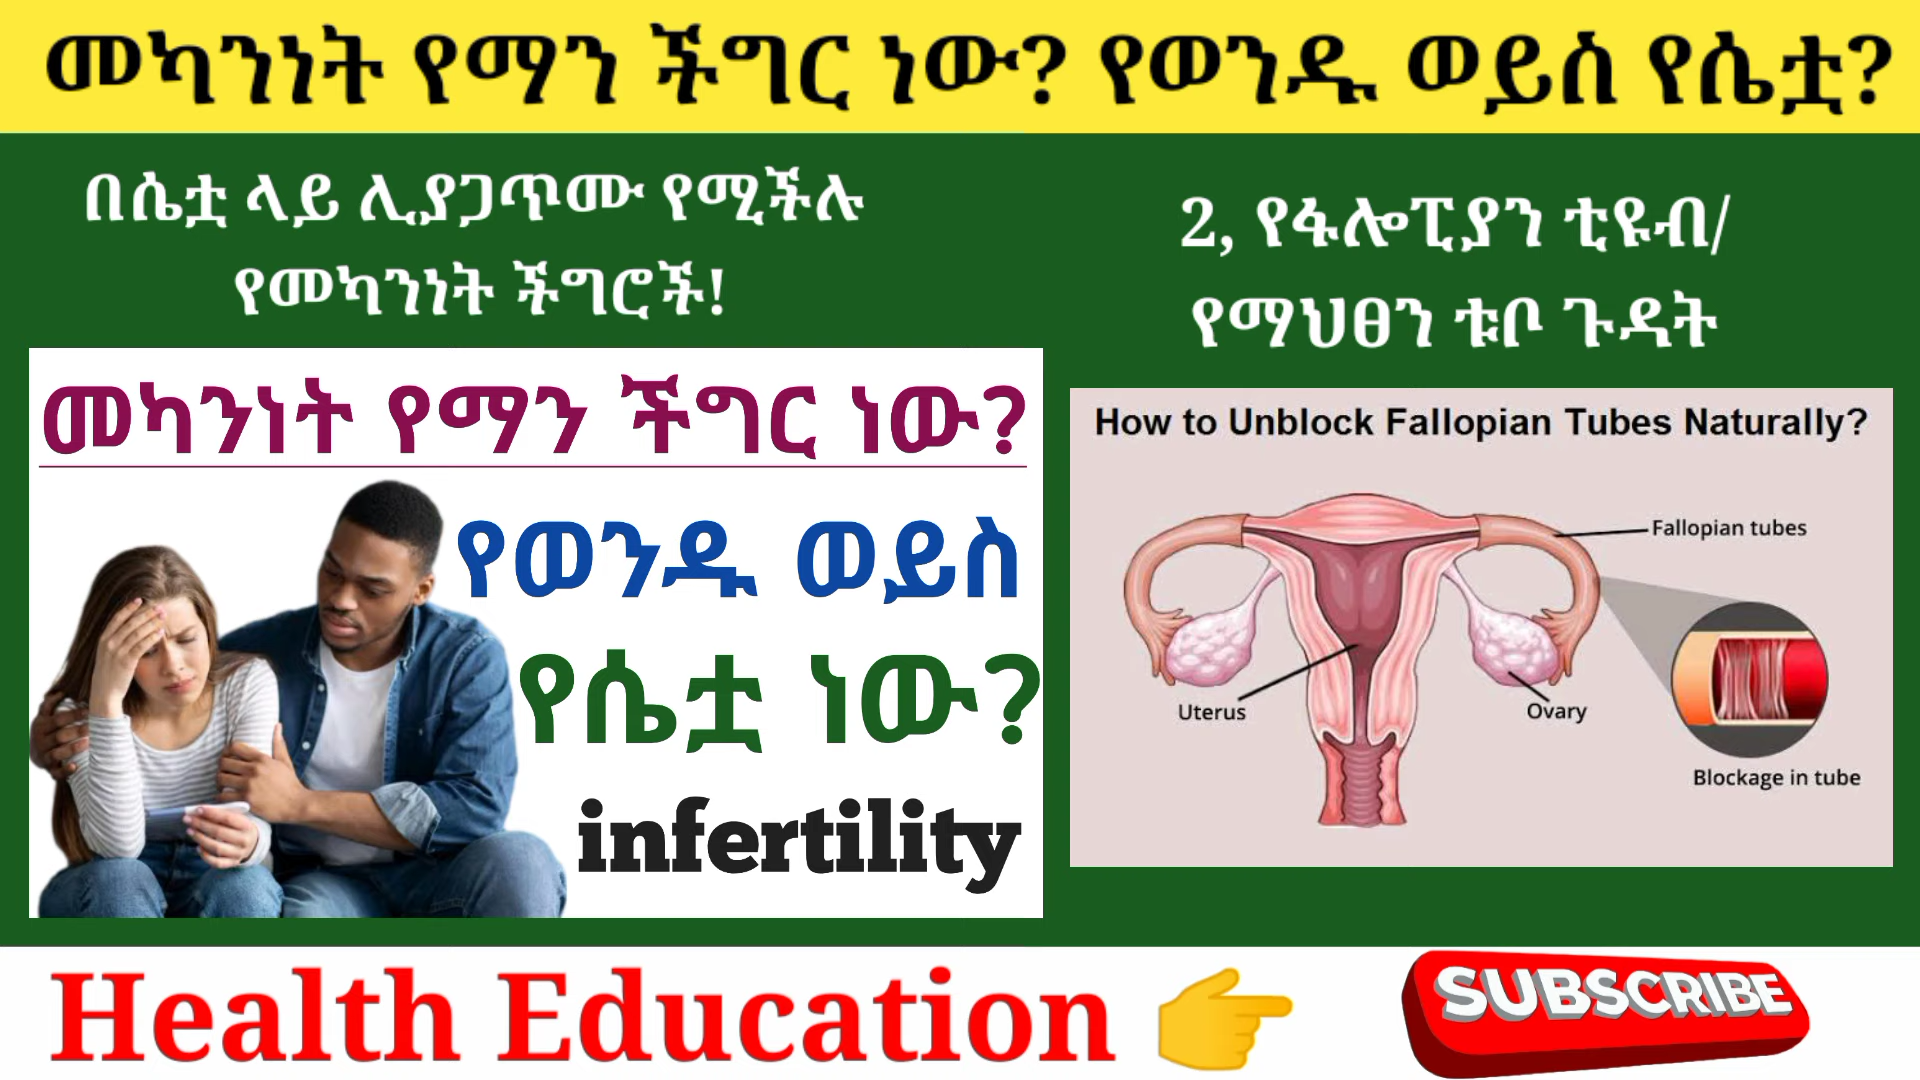 መካንነት የማን ችግር ነው? የወንዱ ወይስ የሴቷ?
በሴቷ ላይ ሊያጋጥሙ የሚችሉ
የመካንነት ችግሮች!
መካንነት የማን ችግር ነው?
የወንዱ ወይስ
የሴቷ ነው?
infertility
2, የፋሎፒያን ቲዩብ/
የማህፀን ቱቦ ጉዳት
How to Unblock Fallopian Tubes Naturally?
Fallopian tubes
Uterus
Ovary
Blockage in tube
Health Education
SUBSCRIBE